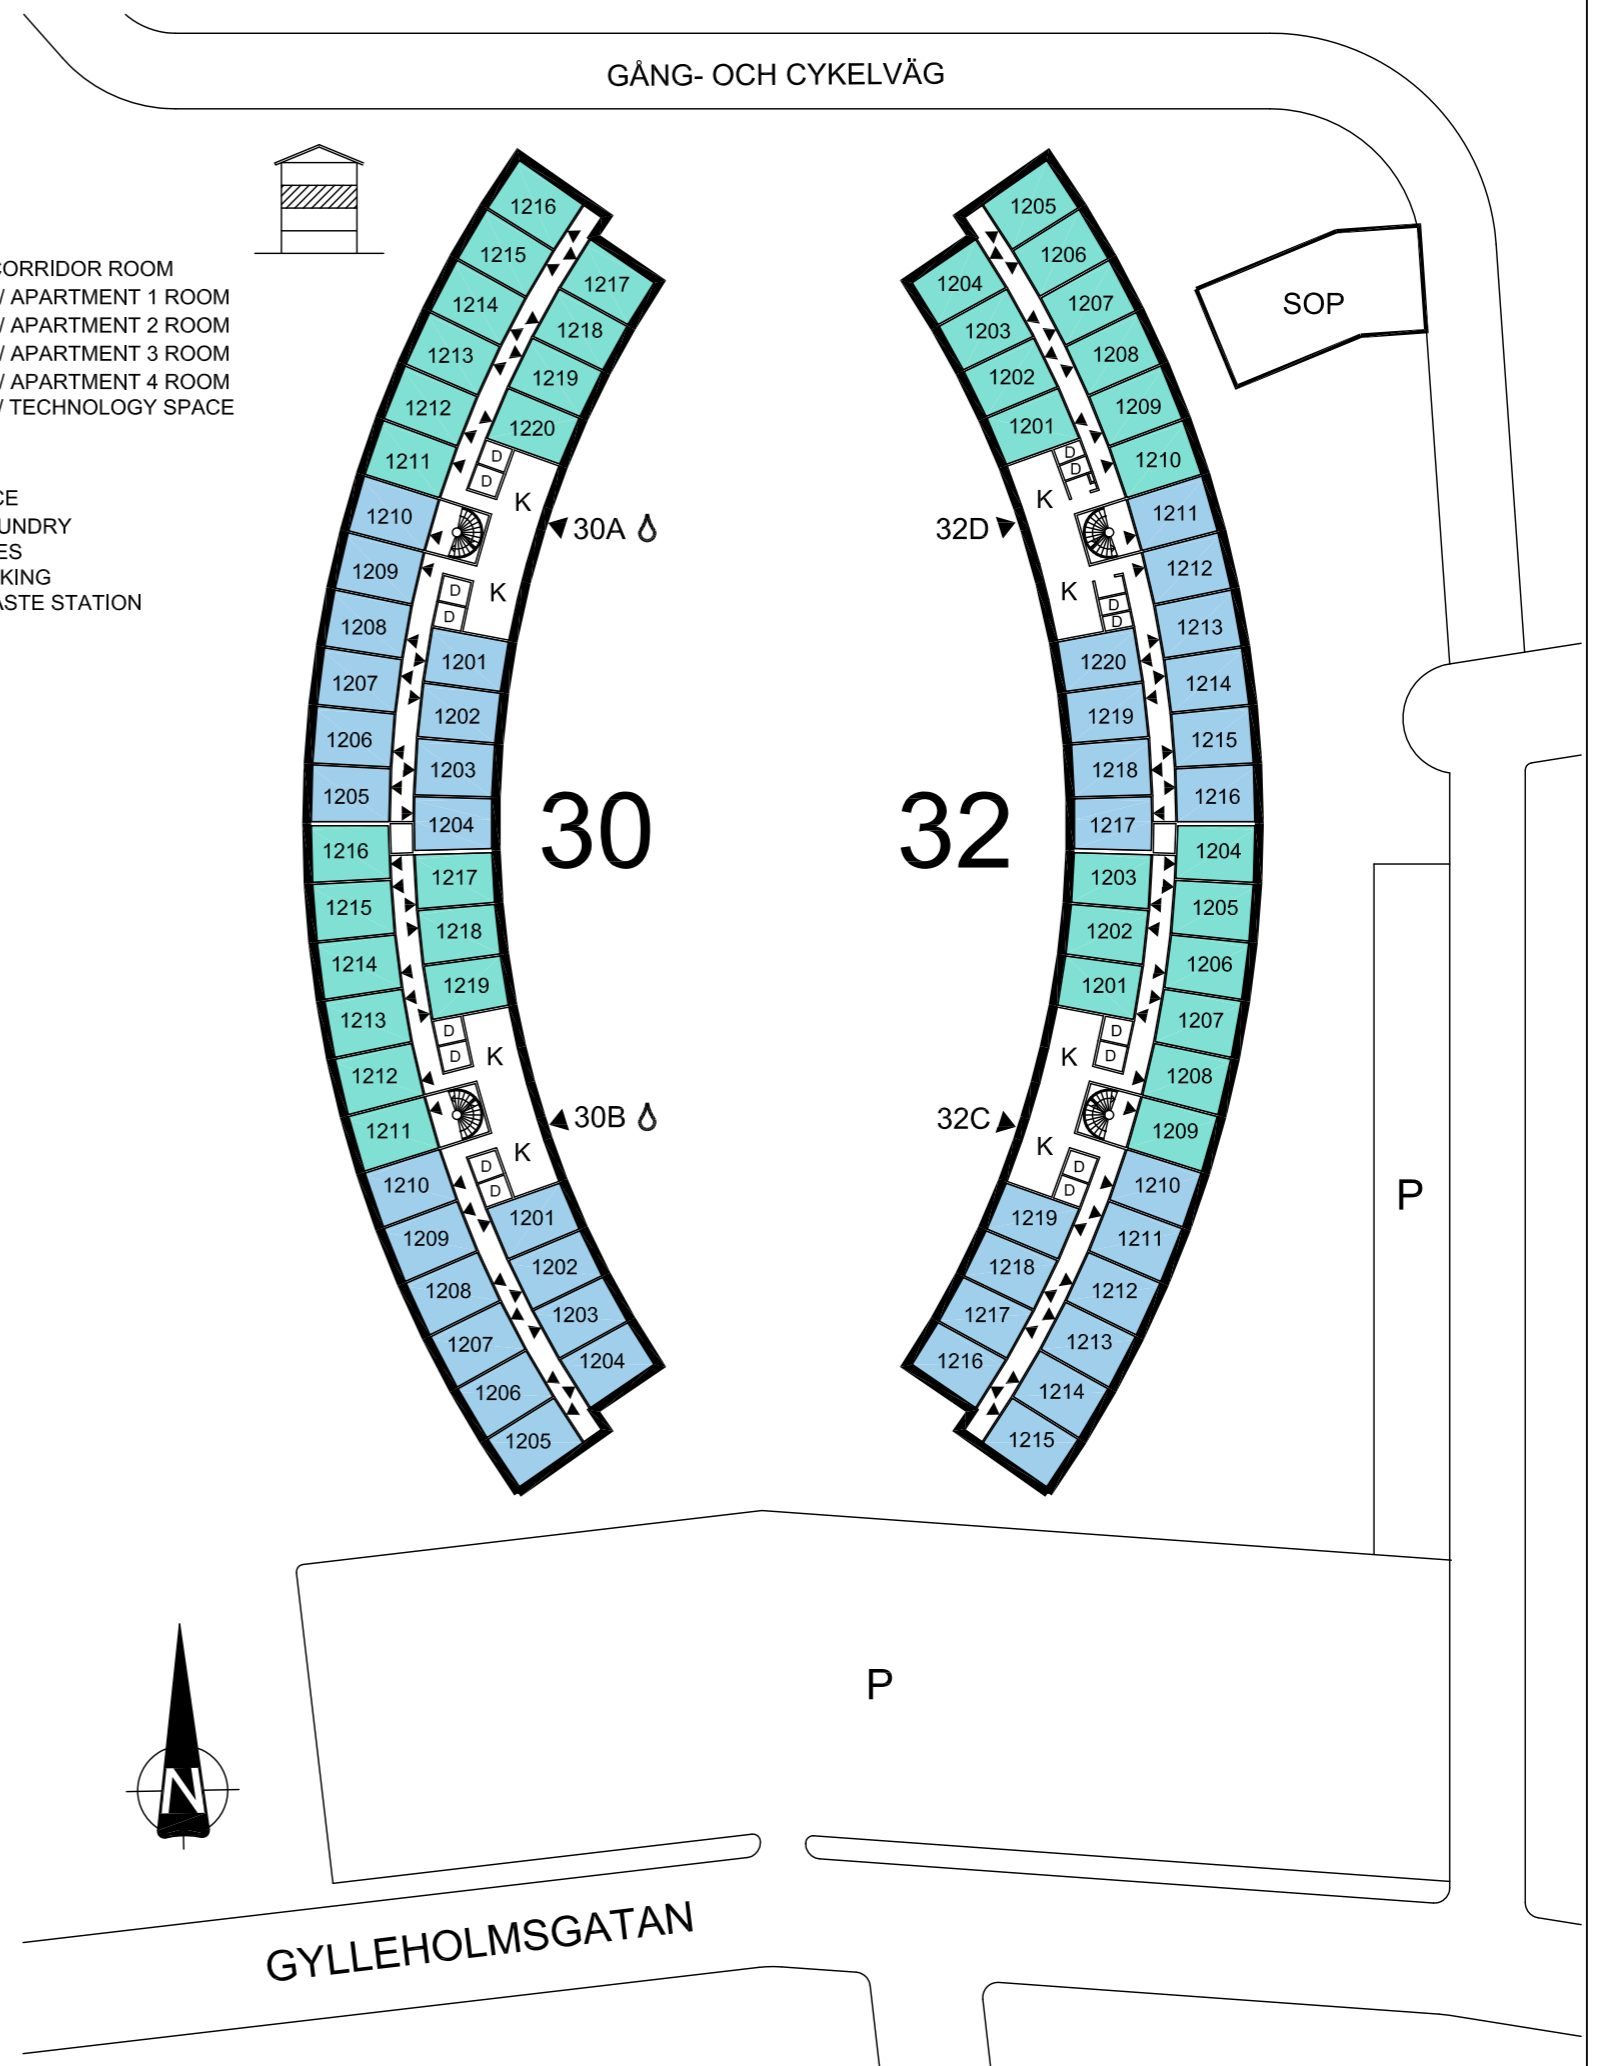 GÅNG- OCH CYKELVÄG
CORRIDOR ROOM
/ APARTMENT 1 ROOM
/ APARTMENT 2 ROOM
/ APARTMENT 3 ROOM
/ APARTMENT 4 ROOM
/ TECHNOLOGY SPACE
CE
UNDRY
ES
KING
ASTE STATION
1216
1215
1214
1213
1212
1211
1210
1209
1208
1207
1206
1205
1217
1218
1219
1220
D
D
K
30A
D
D
K
1201
1202
1203
1204
30
1216
1215
1214
1213
1212
1211
1210
1209
1208
1207
1206
1205
1217
1218
1219
D
D
K
30B
K
D
D
1201
1202
1203
1204
1205
1206
1207
1208
1209
1210
1211
1212
1213
1214
1215
1216
1204
1203
1202
1201
D
D
K
32D
K
D
D
1220
1219
1218
1217
32
1204
1205
1206
1207
1208
1209
1210
1211
1212
1213
1214
1215
1203
1202
1201
D
D
K
32C
K
D
D
1219
1218
1217
1216
SOP
P
P
N
GYLLEHOLMSGATAN